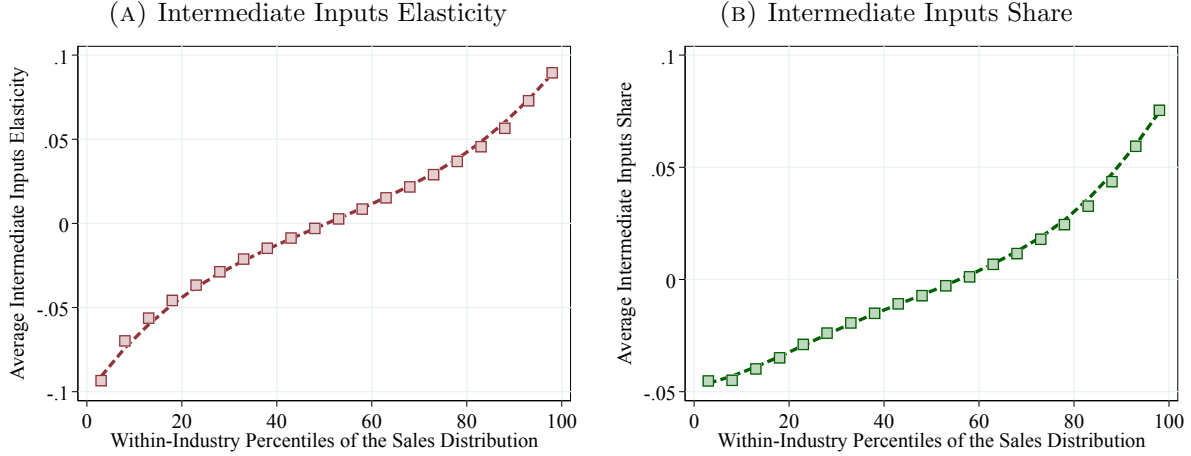 (A) Intermediate Inputs Elasticity
Average Intermediate Inputs Elasticity
.1
.05
0
-.05
-.1
0 20 40 60 80 100
Within-Industry Percentiles of the Sales Distribution
(B) Intermediate Inputs Share
Average Intermediate Inputs Share
.1
.05
0
-.05
0 20 40 60 80 100
Within-Industry Percentiles of the Sales Distribution